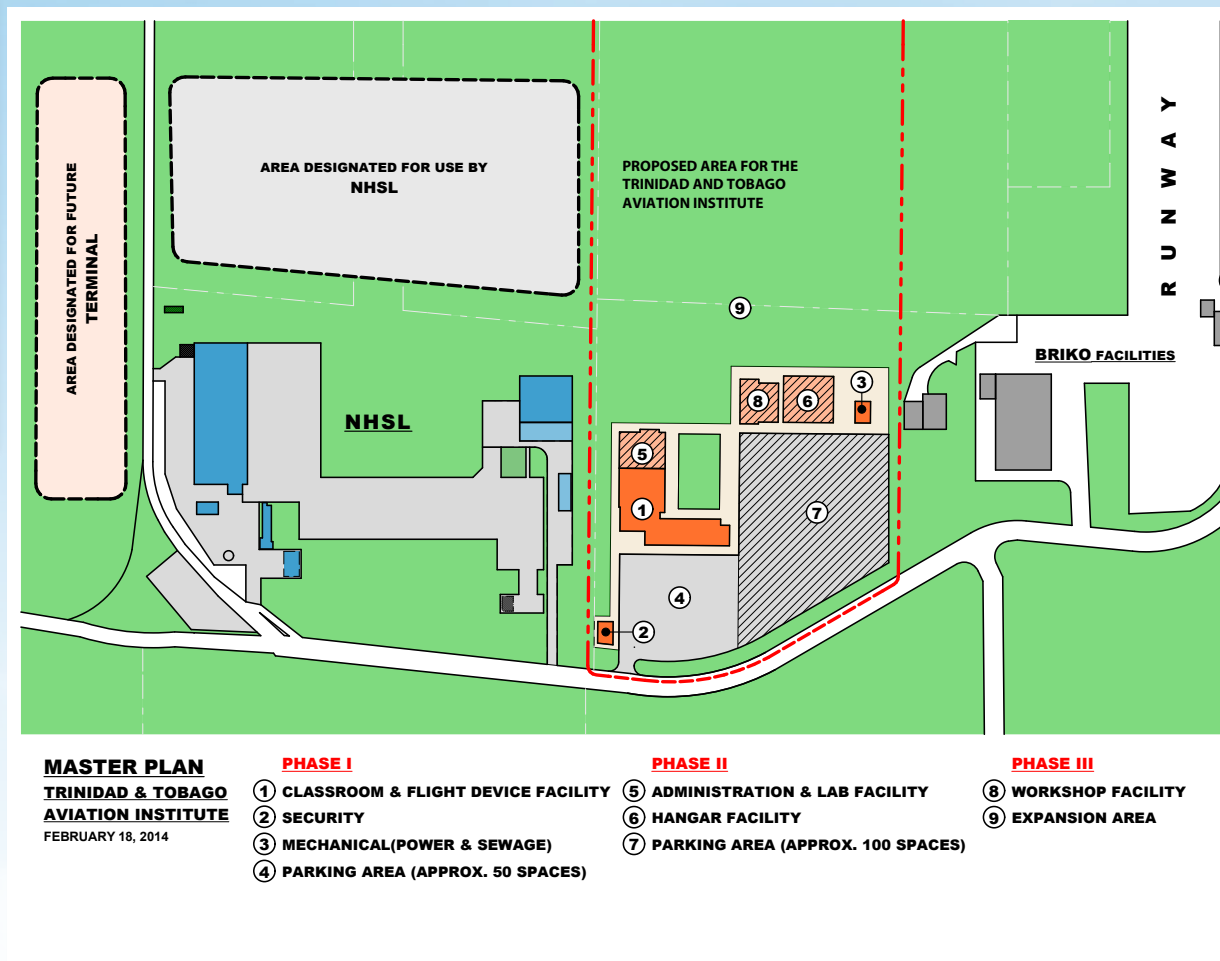 AREA DESIGNATED FOR FUTURE
TERMINAL
AREA DESIGNATED FOR USE BY
NHSL
PROPOSED AREA FOR THE
TRINIDAD AND TOBAGO
AVIATION INSTITUTE
RUNWAY
9
BRIKO FACILITIES
NHSL
3
8
6
5
1
7
4
2
MASTER PLAN
TRINIDAD & TOBAGO
AVIATION INSTITUTE
FEBRUARY 18, 2014
PHASE I
1 CLASSROOM & FLIGHT DEVICE FACILITY
2 SECURITY
3 MECHANICAL(POWER & SEWAGE)
4 PARKING AREA (APPROX. 50 SPACES)
PHASE II
5 ADMINISTRATION & LAB FACILITY
6 HANGAR FACILITY
7 PARKING AREA (APPROX. 100 SPACES)
PHASE III
8 WORKSHOP FACILITY
9 EXPANSION AREA